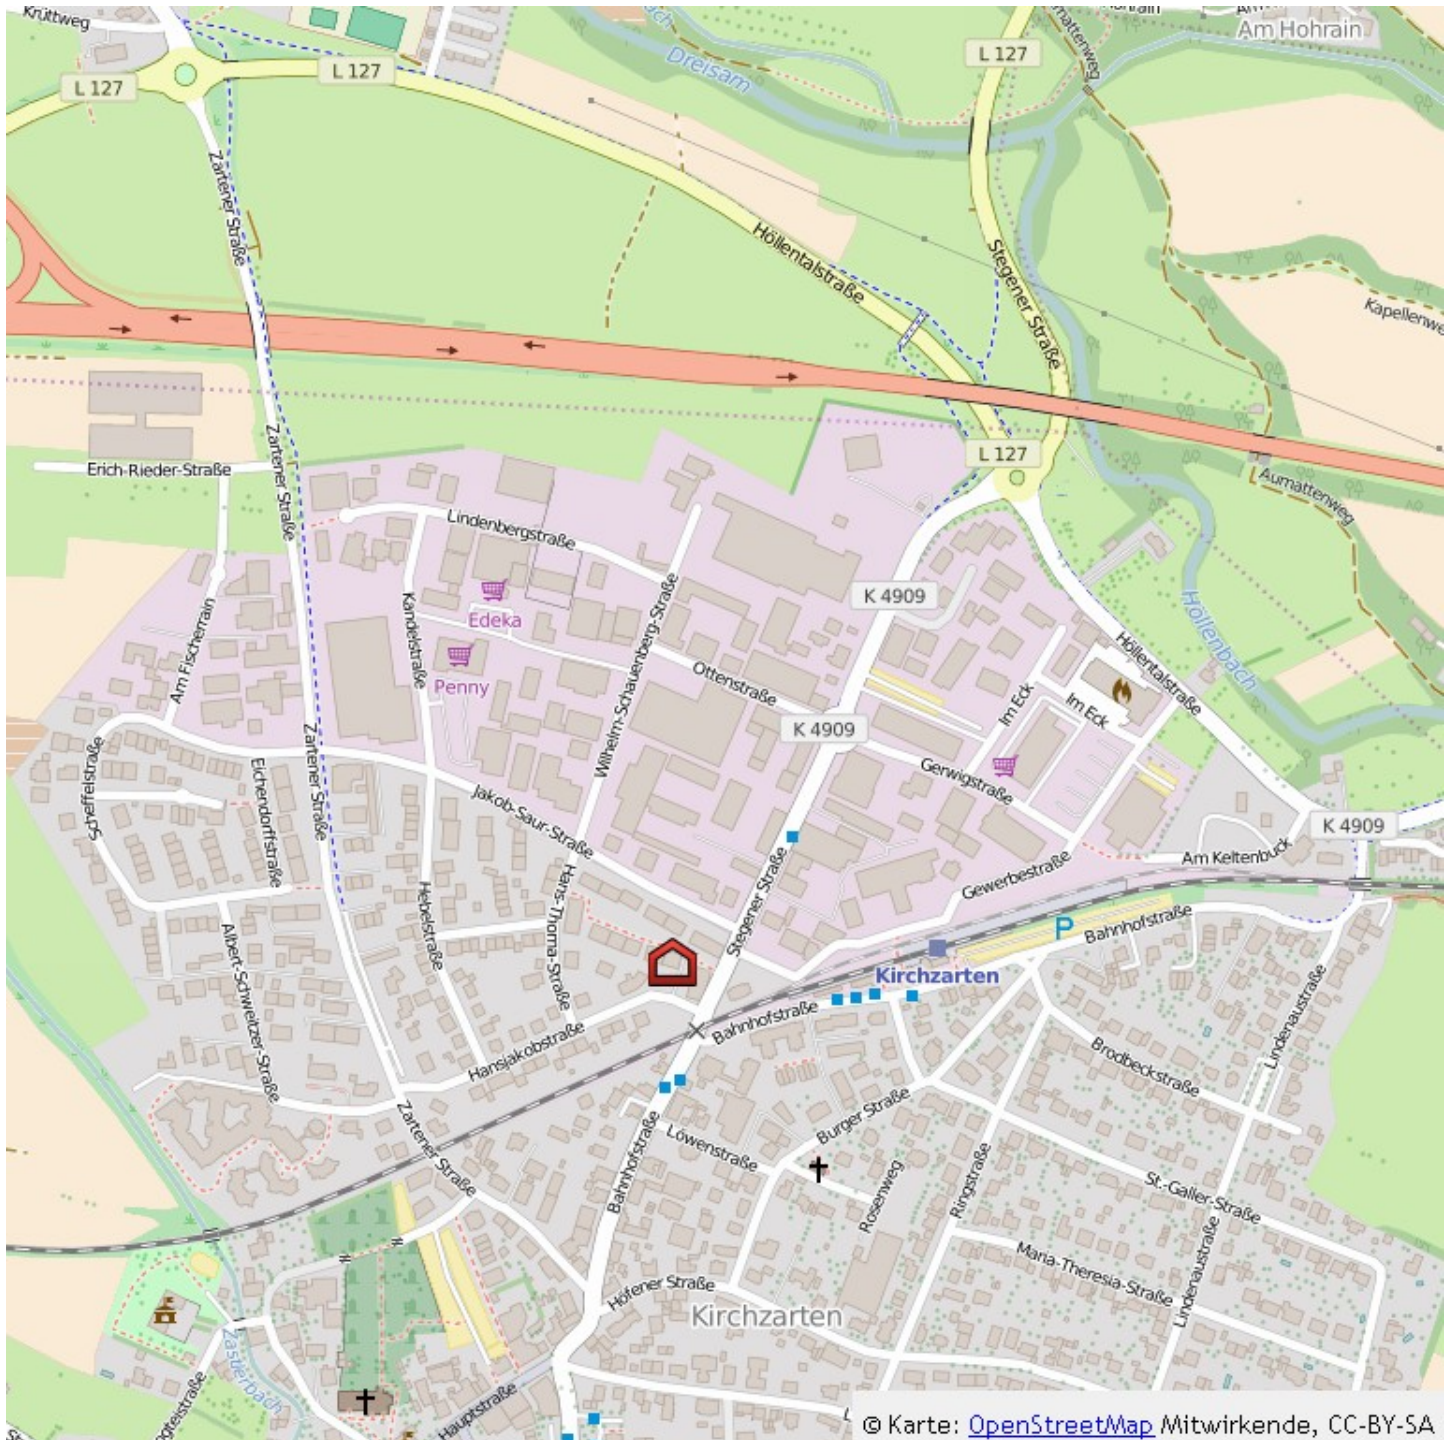 Krüttweg
L 127
L 127
L 127
Dreisam
Am Hohrain
Zartener Straße
Höllentalstraße
Stegener Straße
Erich-Rieder-Straße
Zartener Straße
L 127
Aumattenweg
Lindenbergstraße
K 4909
Edeka
Penny
Kandelstraße
Am Fischerrain
Wilhelm-Schauenberg-Straße
Ottenstraße
K 4909
Im Eck
Im Eck
Höllentalstraße
Höllenbach
Gerwigstraße
Scheffelstraße
Eichendorffstraße
Zartener Straße
Jakob-Saur-Straße
K 4909
Am Keltenbuck
Gewerbestraße
Stegener Straße
Hans-Thoma-Straße
Hebelstraße
Albert-Schweitzer-Straße
P
Bahnhofstraße
Kirchzarten
Bahnhofstraße
Hansjakobstraße
Lindenaustraße
Brodbeckstraße
Burger Straße
Zartener Straße
Bahnhofstraße
Löwenstraße
Rosenweg
Ringstraße
St.-Galler-Straße
Maria-Theresia-Straße
Lindenaustraße
Höfener Straße
Kirchzarten
Zastlerbach
Hauptstraße
© Karte: OpenStreetMap Mitwirkende, CC-BY-SA